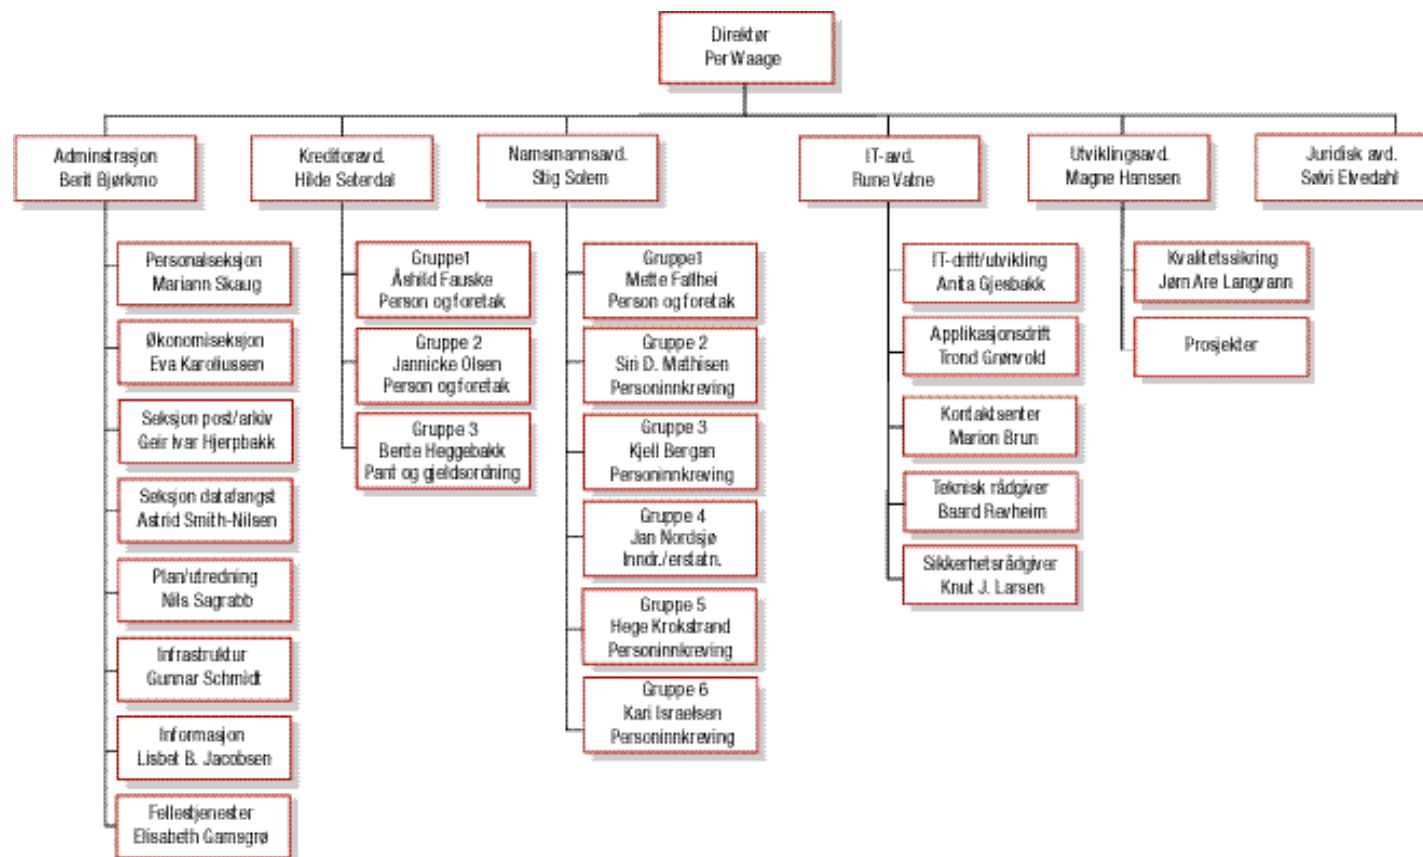 Direktør
Per Waage
Adminstrasjon
Berit Bjørkmo
Kreditoravd.
Hilde Seterdal
Namsmannsavd.
Stig Solem
IT-avd.
Rune Vatne
Utviklingsavd.
Magne Hanssen
Juridisk avd.
Sølvi Elvedahl
Personalseksjon
Mariann Skaug
Økonomiseksjon
Eva Karoliussen
Seksjon post/arkiv
Geir Ivar Hjerpbakk
Seksjon datafangst
Astrid Smith-Nilsen
Plan/utredning
Nils Sagrabb
Infrastruktur
Gunnar Schmidt
Informasjon
Lisbet B. Jacobsen
Fellestjenester
Elisabeth Gamsgrø
Gruppe1
Åshild Fauske
Person og foretak
Gruppe 2
Jannicke Olsen
Person og foretak
Gruppe 3
Bente Heggebakk
Pant og gjeldsordning
Gruppe1
Mette Fallhei
Person og foretak
Gruppe 2
Siri D. Mathisen
Personinnkreving
Gruppe 3
Kjell Bergan
Personinnkreving
Gruppe 4
Jan Nordsjø
Inndr./erstatn.
Gruppe 5
Hege Krokstrand
Personinnkreving
Gruppe 6
Kari Israelsen
Personinnkreving
IT-drift/utvikling
Anita Gjesbakk
Applikasjonsdrift
Trond Grønvold
Kontaktsenter
Marion Brun
Teknisk rådgiver
Baard Revheim
Sikkerhetsrådgiver
Knut J. Larsen
Kvalitetssikring
Jørn Are Langvann
Prosjekter